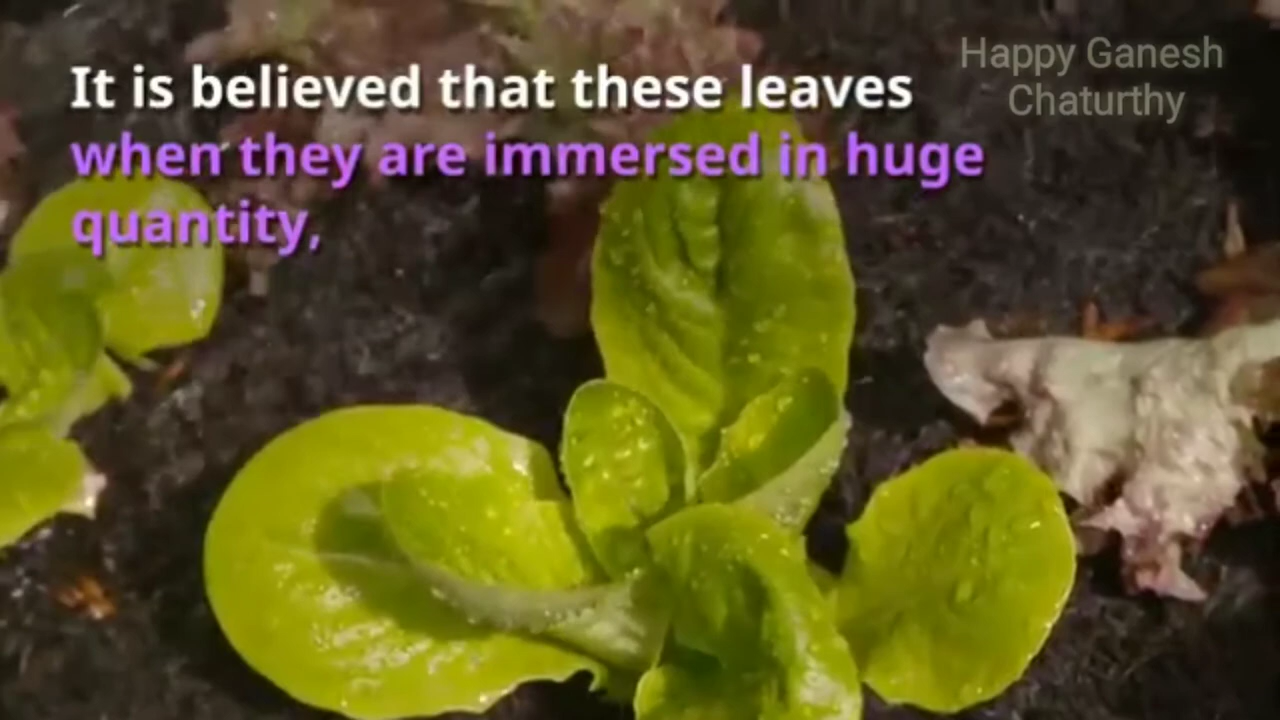 It is believed that these leaves
when they are immersed in huge
quantity,
Happy Ganesh
Chaturthy